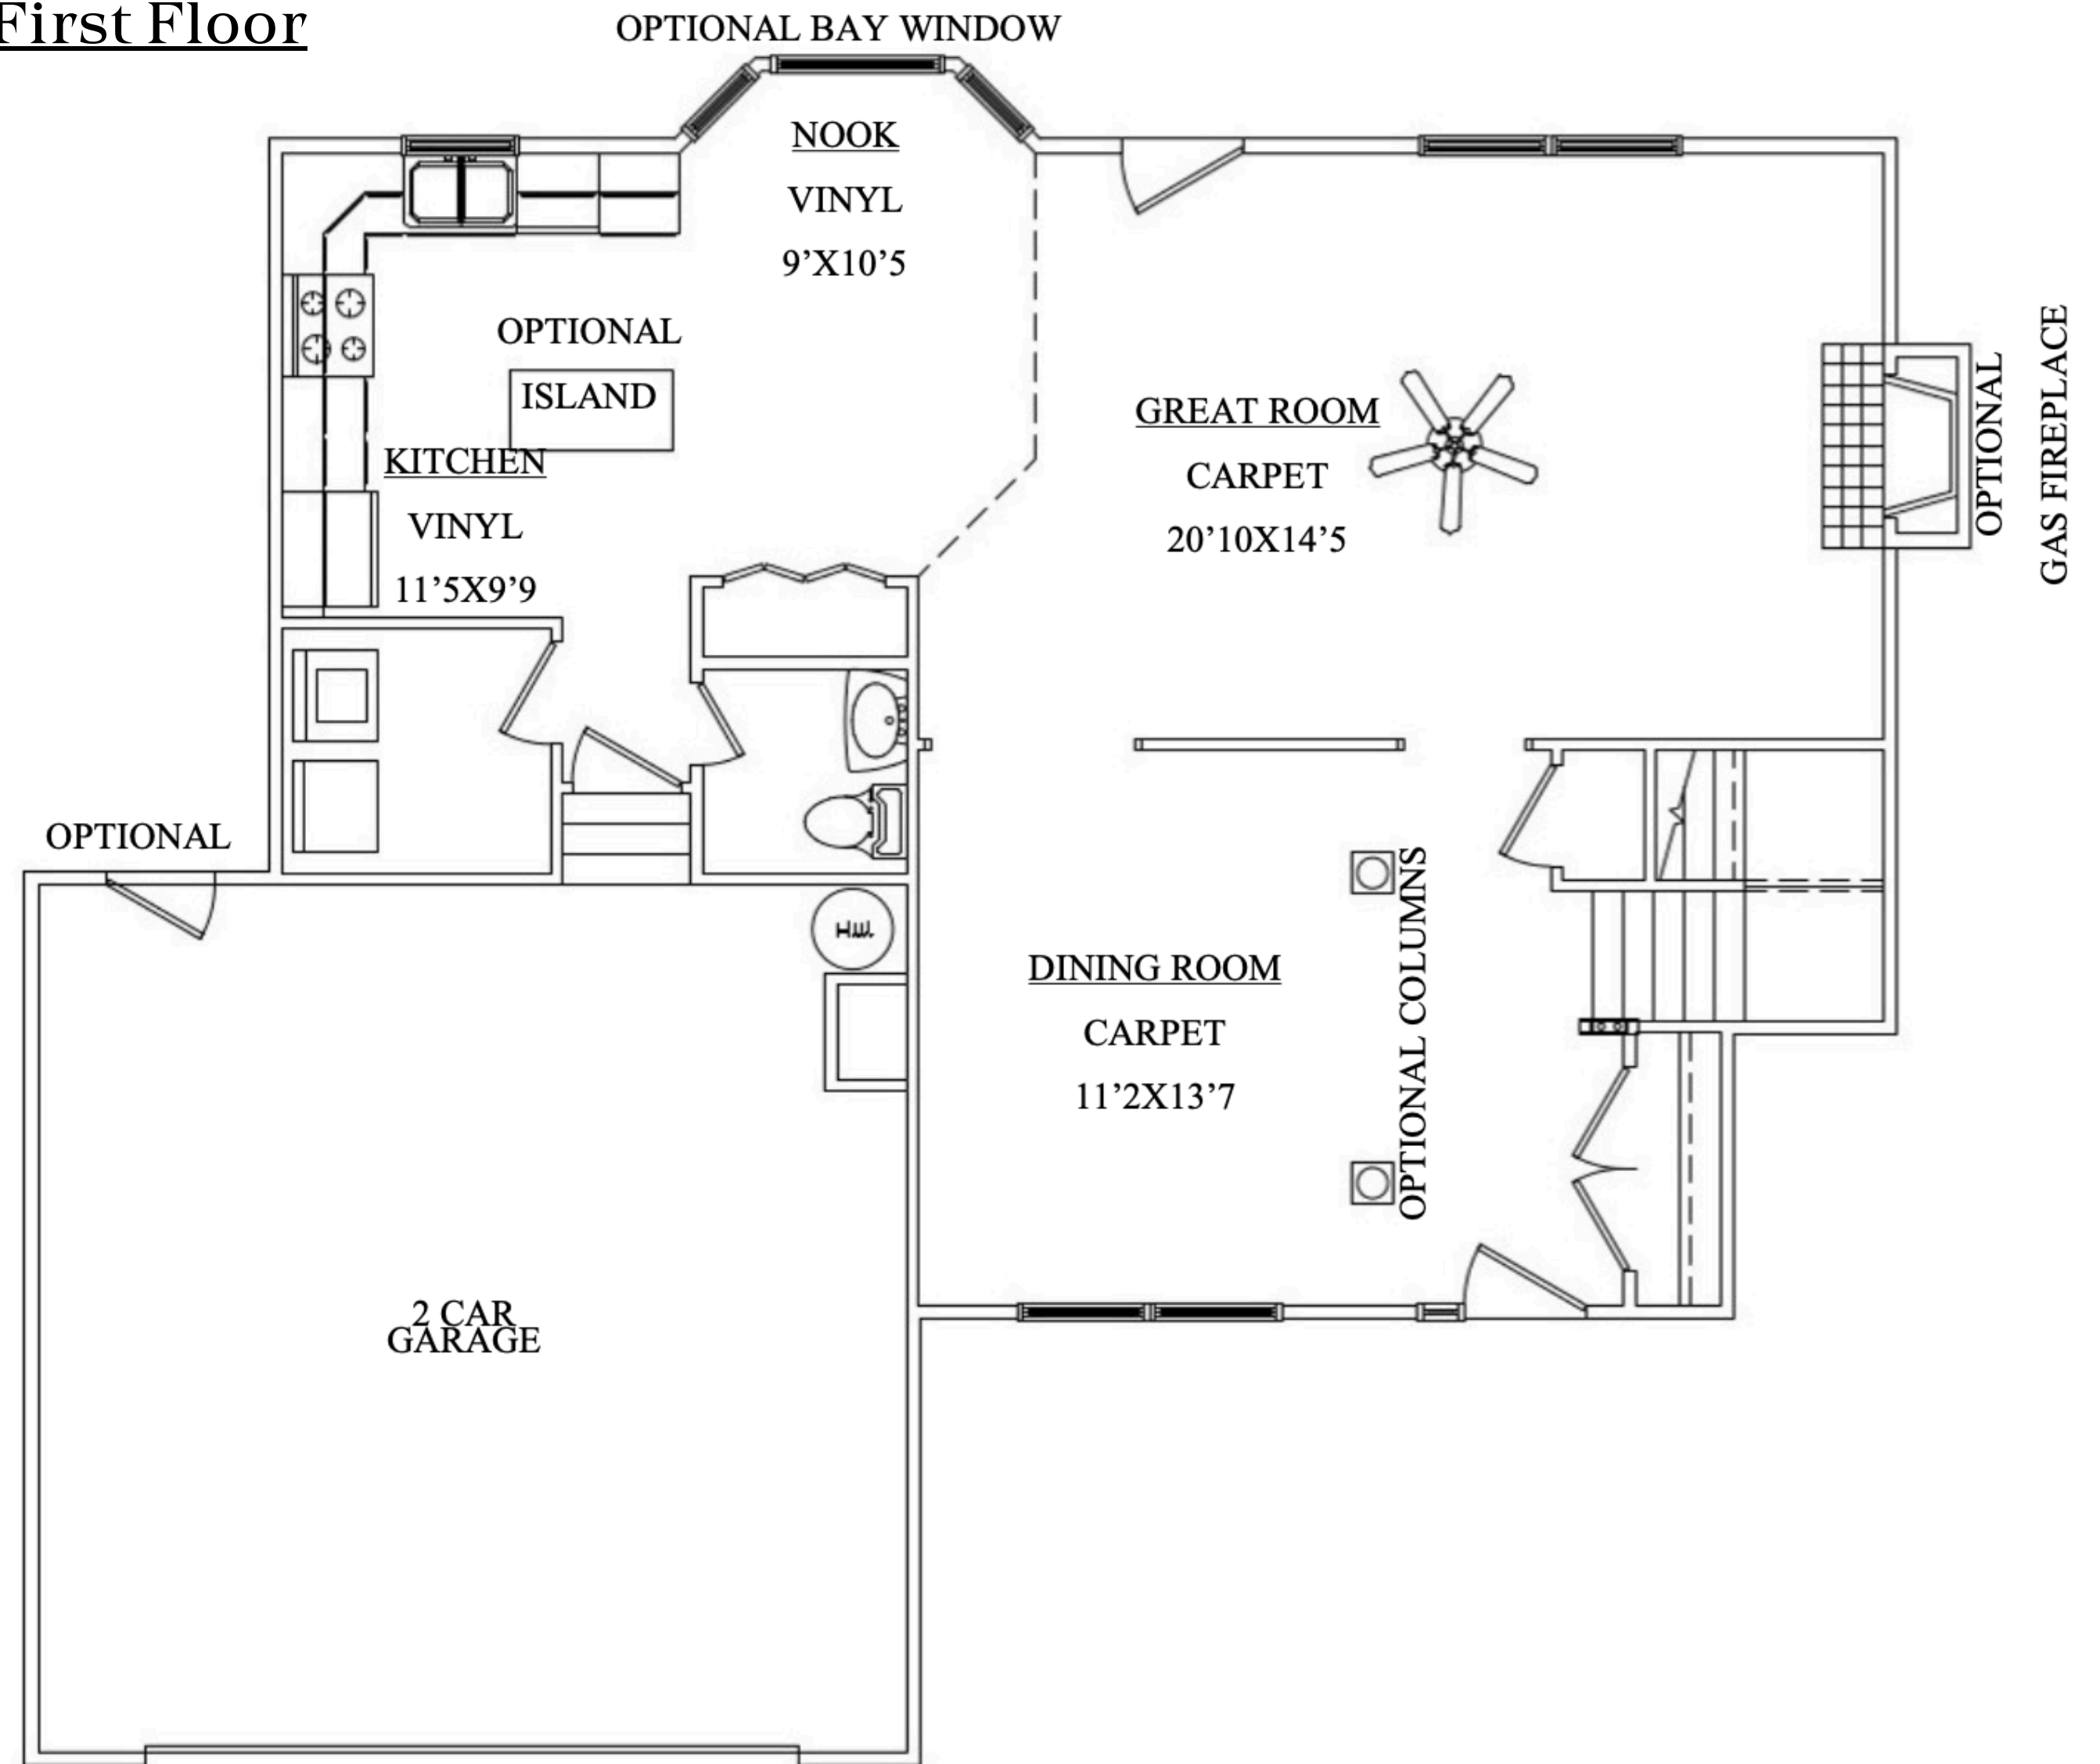 First Floor
OPTIONAL BAY WINDOW
NOOK
VINYL
9’X10’5
OPTIONAL
ISLAND
KITCHEN
VINYL
11’5X9’9
GREAT ROOM
CARPET
20’10X14’5
OPTIONAL
GAS FIREPLACE
OPTIONAL
H.W.
DINING ROOM
CARPET
11’2X13’7
OPTIONAL COLUMNS
2 CAR
GARAGE